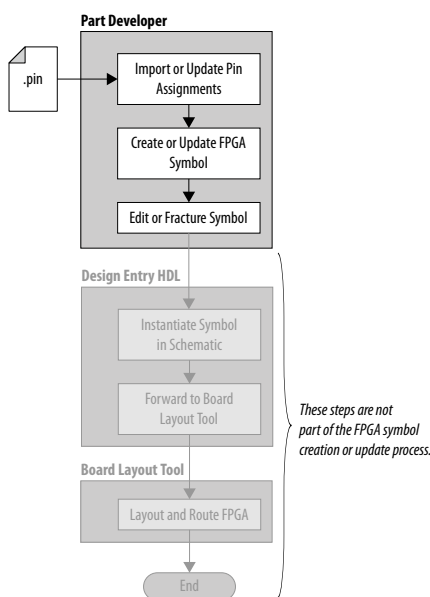 Part Developer
.pin
Import or Update Pin
Assignments
Create or Update FPGA
Symbol
Edit or Fracture Symbol
Design Entry HDL
Instantiate Symbol
in Schematic
Forward to Board
Layout Tool
These steps are not
part of the FPGA symbol
creation or update process.
Board Layout Tool
Layout and Route FPGA
End